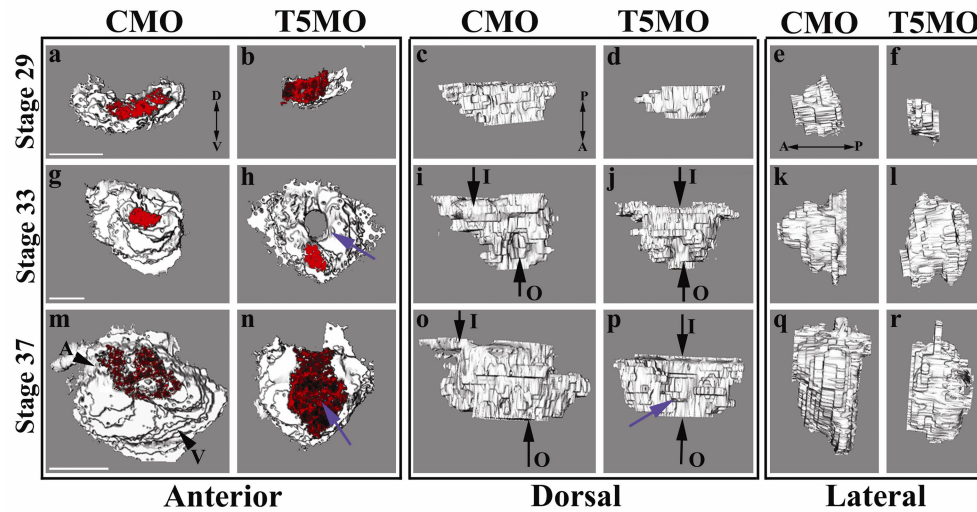 CMO T5MO CMO T5MO CMO T5MO
Stage 29
a b c d e f
D
V
P
A
A P
Stage 33
g h i j k l
I I
O O
Stage 37
m n o p q r
A
V
I I
O O
Anterior Dorsal Lateral